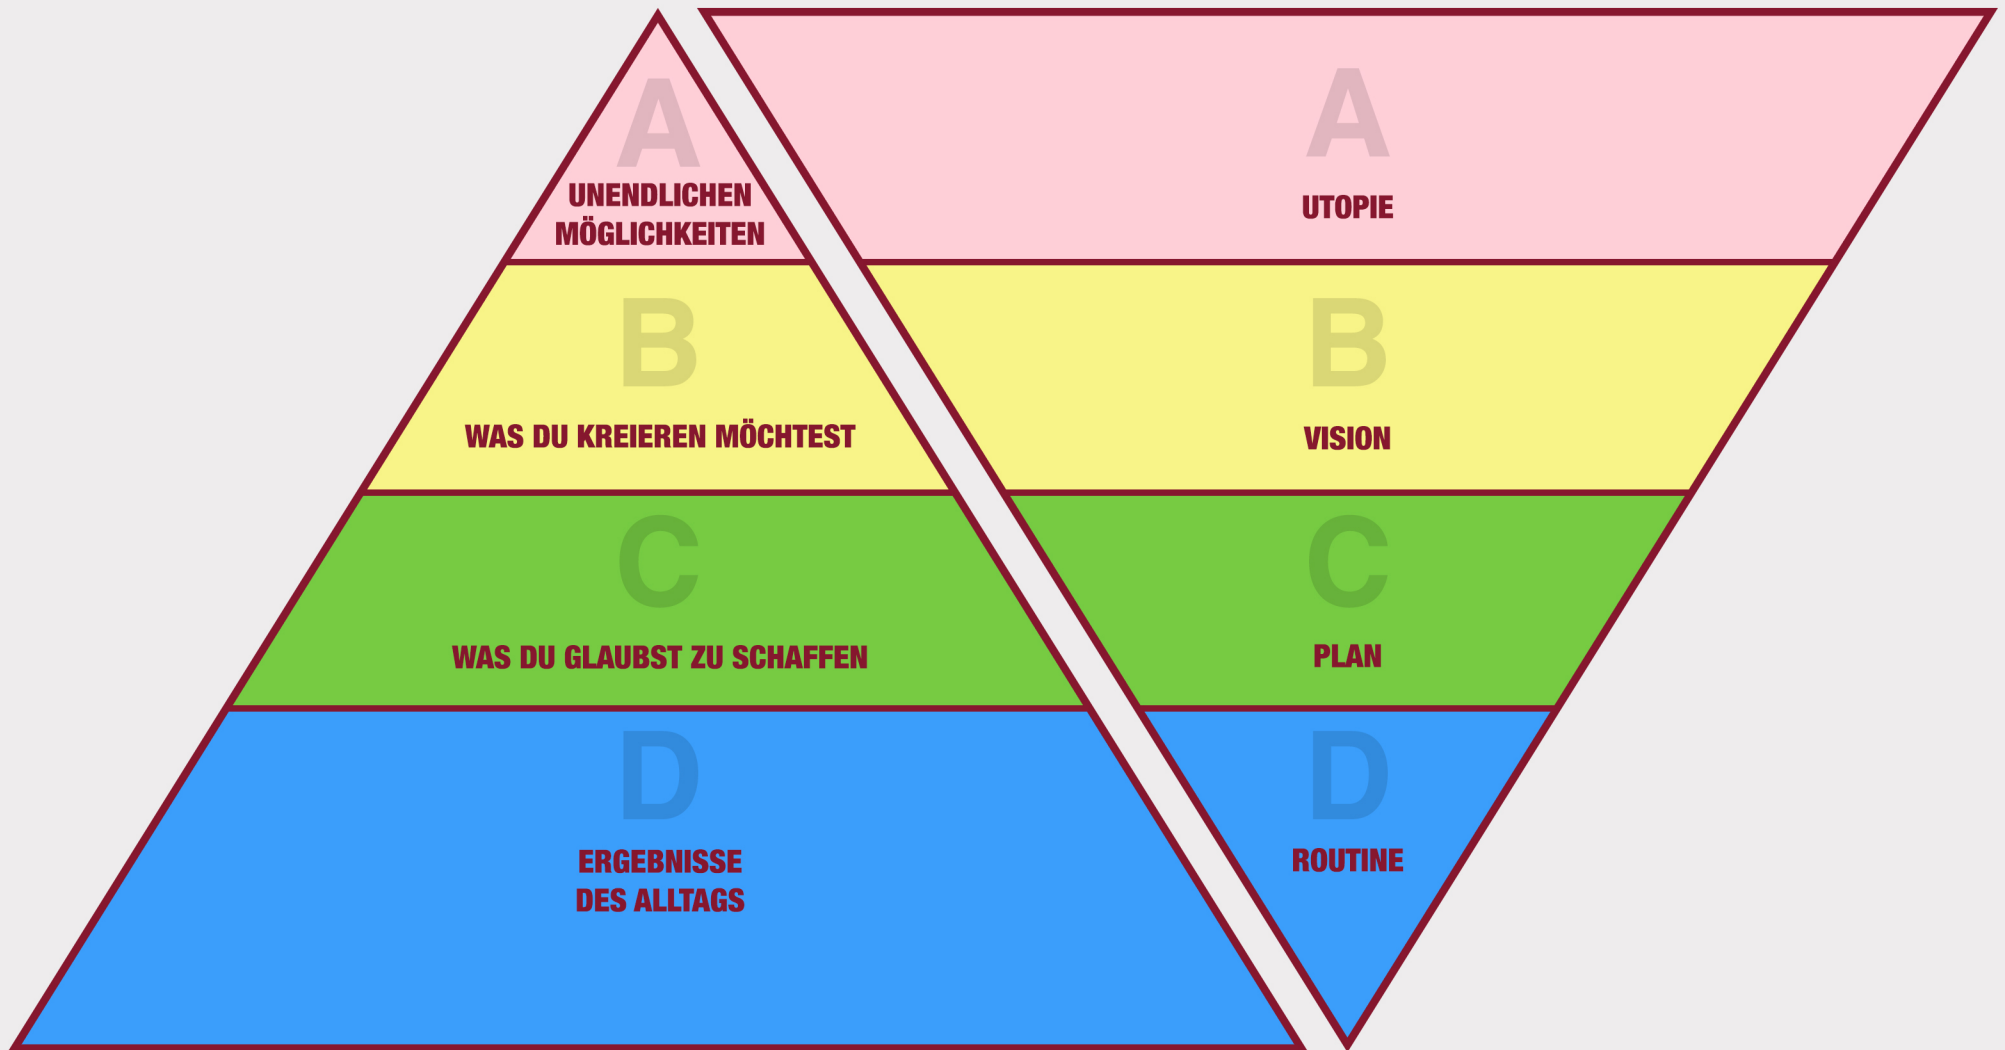 A
UNENDLICHEN
MÖGLICHKEITEN
B
WAS DU KREIEREN MÖCHTEST
C
WAS DU GLAUBST ZU SCHAFFEN
D
ERGEBNISSE
DES ALLTAGS
A
UTOPIE
B
VISION
C
PLAN
D
ROUTINE